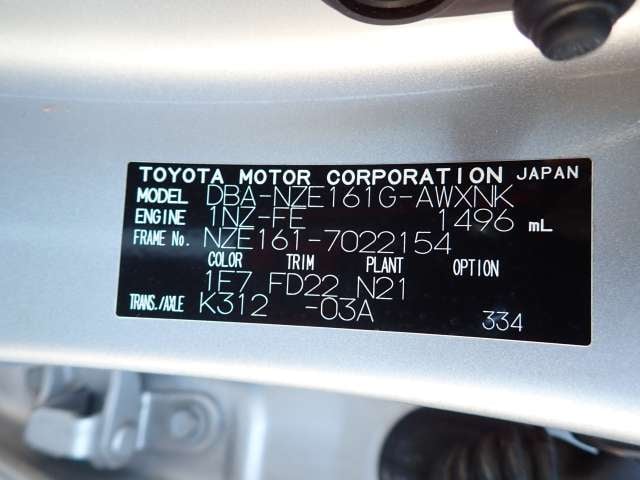 TOYOTA MOTOR CORPORATION JAPAN
MODEL DBA-NZE161G-AWXNK
ENGINE 1NZ-FE 1496 mL
FRAME No. NZE161-7022154
COLOR TRIM PLANT OPTION
1F7 FD22 N21
TRANS./AXLE K312 -03A 334